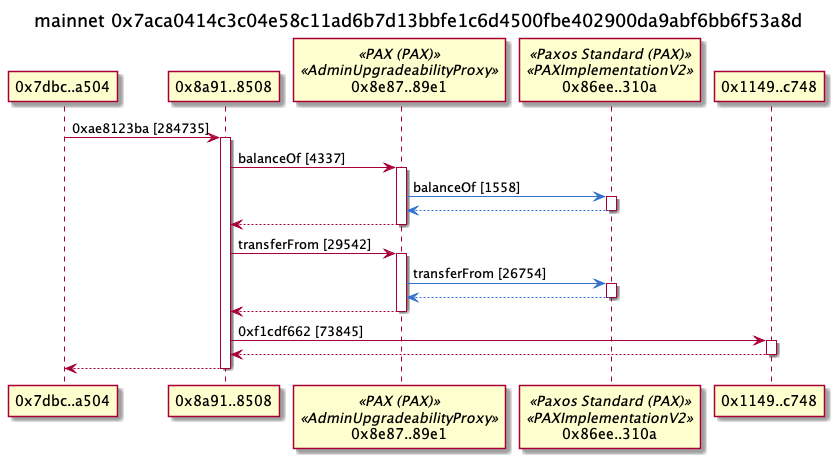 mainnet 0x7aca0414c3c04e58c11ad6b7d13bbfe1c6d4500fbe402900da9abf6bb6f53a8d
0x7dbc..a504
0x8a91..8508
«PAX (PAX)»
«AdminUpgradeabilityProxy»
0x8e87..89e1
«Paxos Standard (PAX)»
«PAXImplementationV2»
0x86ee..310a
0x1149..c748
0xae8123ba [284735]
balanceOf [4337]
balanceOf [1558]
transferFrom [29542]
transferFrom [26754]
0xf1cdf662 [73845]
0x7dbc..a504
0x8a91..8508
«PAX (PAX)»
«AdminUpgradeabilityProxy»
0x8e87..89e1
«Paxos Standard (PAX)»
«PAXImplementationV2»
0x86ee..310a
0x1149..c748